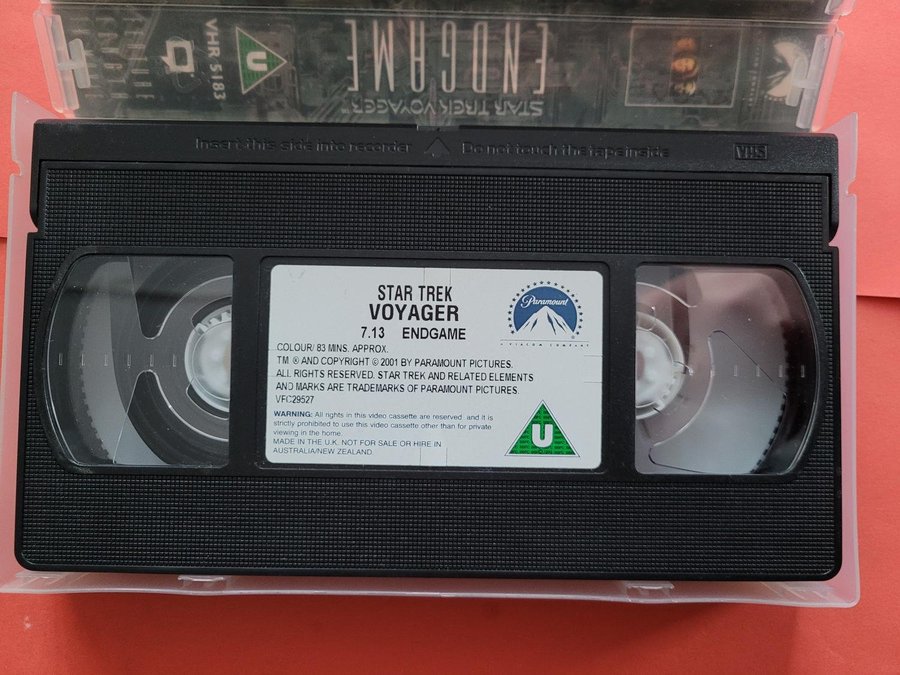 VHR 5183
U
ENDGAME
STAR TREK VOYAGER™
Insert this side into recorder Do not touch the tape inside
VHS
STAR TREK
VOYAGER
7.13 ENDGAME
COLOUR/ 83 MINS. APPROX.
TM ® AND COPYRIGHT © 2001 BY PARAMOUNT PICTURES.
ALL RIGHTS RESERVED. STAR TREK AND RELATED ELEMENTS
AND MARKS ARE TRADEMARKS OF PARAMOUNT PICTURES.
VFC29527
WARNING: All rights in this video cassette are reserved and it is
strictly prohibited to use this video cassette other than for private
viewing in the home.
MADE IN THE U.K. NOT FOR SALE OR HIRE IN
AUSTRALIA/NEW ZEALAND.
Paramount
A VIACOM COMPANY
U